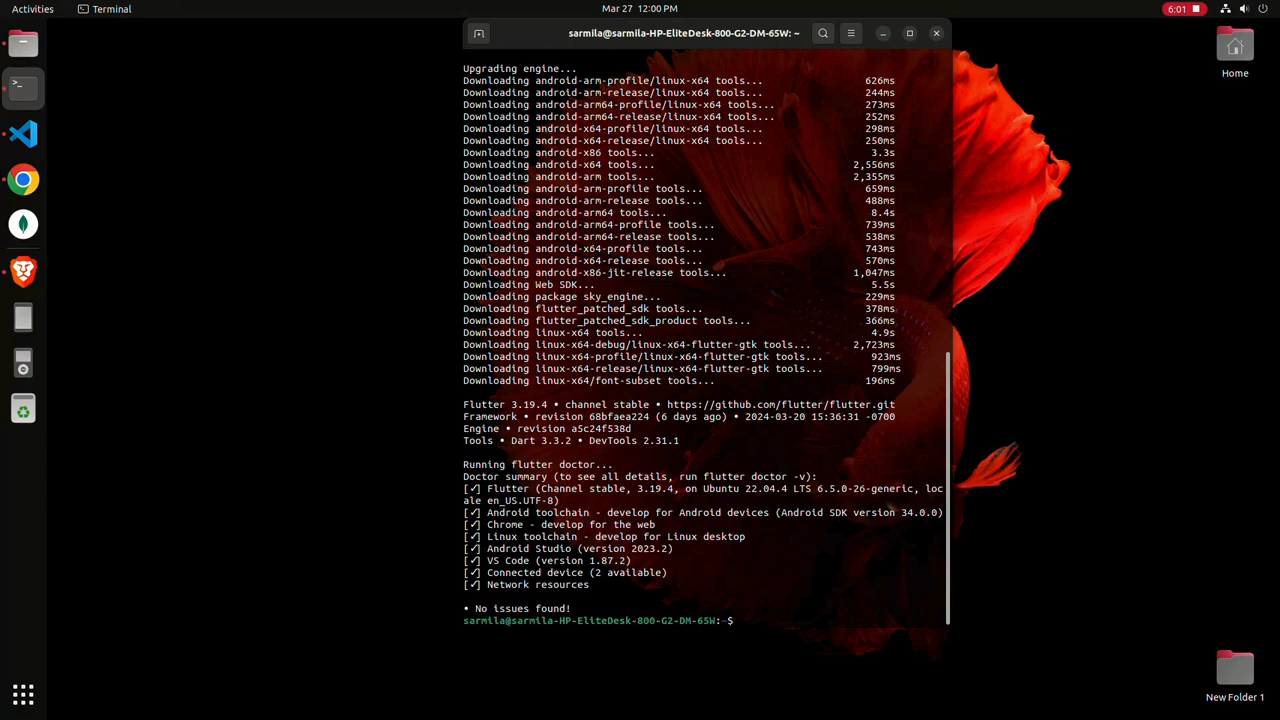 Activities
Terminal
Mar 27 12:00 PM
6:01
sarmila@sarmila-HP-EliteDesk-800-G2-DM-65W: ~
Upgrading engine...
Downloading android-arm-profile/linux-x64 tools... 626ms
Downloading android-arm-release/linux-x64 tools... 244ms
Downloading android-arm64-profile/linux-x64 tools... 273ms
Downloading android-arm64-release/linux-x64 tools... 252ms
Downloading android-x64-profile/linux-x64 tools... 298ms
Downloading android-x64-release/linux-x64 tools... 250ms
Downloading android-x86 tools... 3.3s
Downloading android-x64 tools... 2,556ms
Downloading android-arm tools... 2,355ms
Downloading android-arm-profile tools... 659ms
Downloading android-arm-release tools... 488ms
Downloading android-arm64 tools... 8.4s
Downloading android-arm64-profile tools... 739ms
Downloading android-arm64-release tools... 538ms
Downloading android-x64-profile tools... 743ms
Downloading android-x64-release tools... 570ms
Downloading android-x86-jit-release tools... 1,047ms
Downloading Web SDK... 5.5s
Downloading package sky_engine... 229ms
Downloading flutter_patched_sdk tools... 378ms
Downloading flutter_patched_sdk_product tools... 366ms
Downloading linux-x64 tools... 4.9s
Downloading linux-x64-debug/linux-x64-flutter-gtk tools... 2,723ms
Downloading linux-x64-profile/linux-x64-flutter-gtk tools... 923ms
Downloading linux-x64-release/linux-x64-flutter-gtk tools... 799ms
Downloading linux-x64/font-subset tools... 196ms
Flutter 3.19.4 • channel stable • https://github.com/flutter/flutter.git
Framework • revision 68bfaea224 (6 days ago) • 2024-03-20 15:36:31 -0700
Engine • revision a5c24f538d
Tools • Dart 3.3.2 • DevTools 2.31.1
Running flutter doctor...
Doctor summary (to see all details, run flutter doctor -v):
[✓] Flutter (Channel stable, 3.19.4, on Ubuntu 22.04.4 LTS 6.5.0-26-generic, loc
ale en_US.UTF-8)
[✓] Android toolchain - develop for Android devices (Android SDK version 34.0.0)
[✓] Chrome - develop for the web
[✓] Linux toolchain - develop for Linux desktop
[✓] Android Studio (version 2023.2)
[✓] VS Code (version 1.87.2)
[✓] Connected device (2 available)
[✓] Network resources
• No issues found!
sarmila@sarmila-HP-EliteDesk-800-G2-DM-65W:~$
Home
New Folder 1